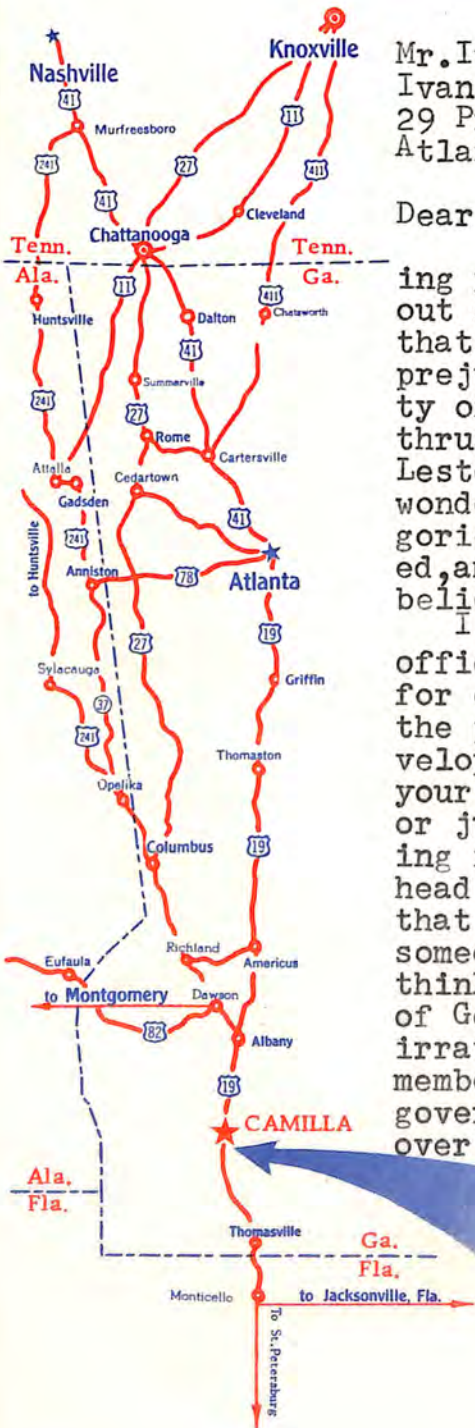 Nashville
Knoxville
41
Murfreesboro
11
241
27
411
41
Cleveland
Chattanooga
Tenn.
Tenn.
Ala.
Ga.
11
411
Huntsville
Dalton
Chatsworth
41
Summerville
241
27
Rome
Cartersville
Attalla
Cedartown
Gadsden
41
to Huntsville
241
Anniston
78
Atlanta
19
27
Griffin
Sylacauga
37
241
Thomaston
Opelika
Columbus
19
Richland
Americus
Eufaula
to Montgomery
Dawson
82
Albany
19
CAMILLA
Ala.
Fla.
Thomasville
Ga.
Fla.
Monticello
to Jacksonville, Fla.
To St.Petersburg
Mr.I
Ivan
29 P
Atla
Dear
ing
out
that
prej
ty o
thru
Lest
wond
gori
ed,an
beli
I
offic
for
the
velo
your
or j
ing
head
that
some
think
of G
irra
memb
gove
over